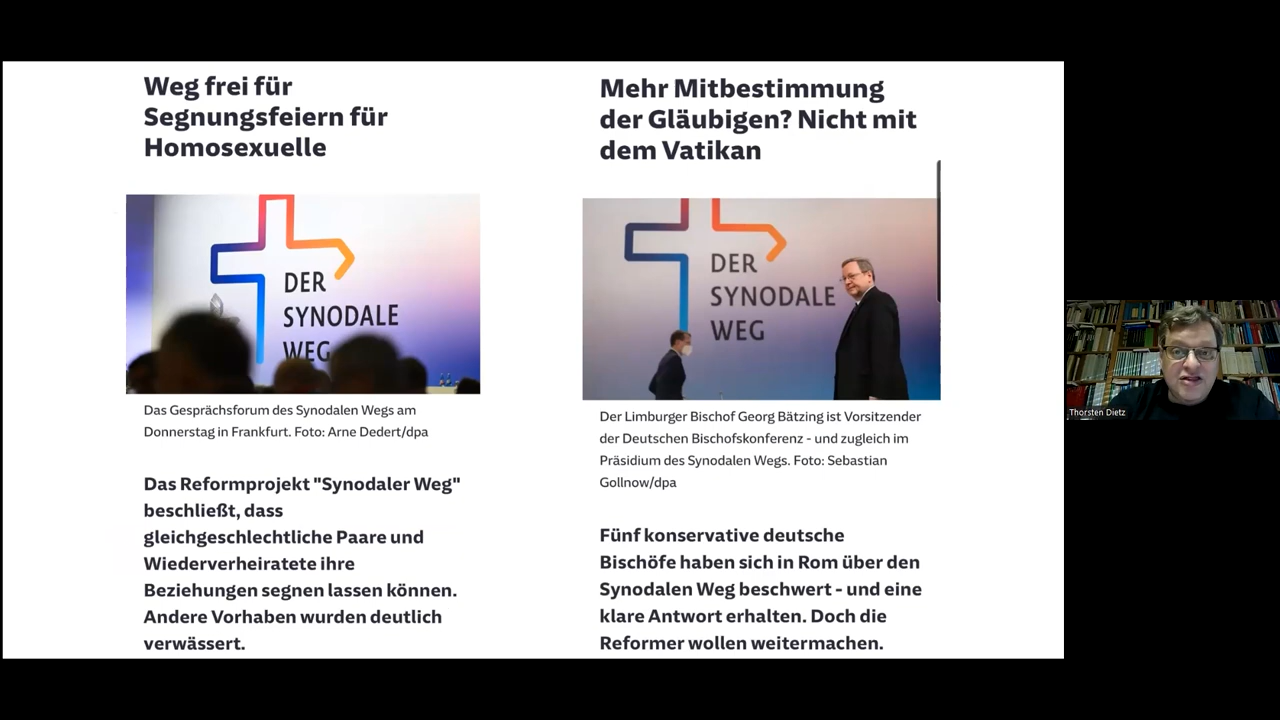 Weg frei für
Segnungsfeiern für
Homosexuelle
DER
SYNODALE
WEG
Das Gesprächsforum des Synodalen Wegs am
Donnerstag in Frankfurt. Foto: Arne Dedert/dpa
Das Reformprojekt "Synodaler Weg"
beschließt, dass
gleichgeschlechtliche Paare und
Wiederverheiratete ihre
Beziehungen segnen lassen können.
Andere Vorhaben wurden deutlich
verwässert.
Mehr Mitbestimmung
der Gläubigen? Nicht mit
dem Vatikan
DER
SYNODALE
WEG
Der Limburger Bischof Georg Bätzing ist Vorsitzender
der Deutschen Bischofskonferenz - und zugleich im
Präsidium des Synodalen Wegs. Foto: Sebastian
Gollnow/dpa
Fünf konservative deutsche
Bischöfe haben sich in Rom über den
Synodalen Weg beschwert - und eine
klare Antwort erhalten. Doch die
Reformer wollen weitermachen.
Thorsten Dietz